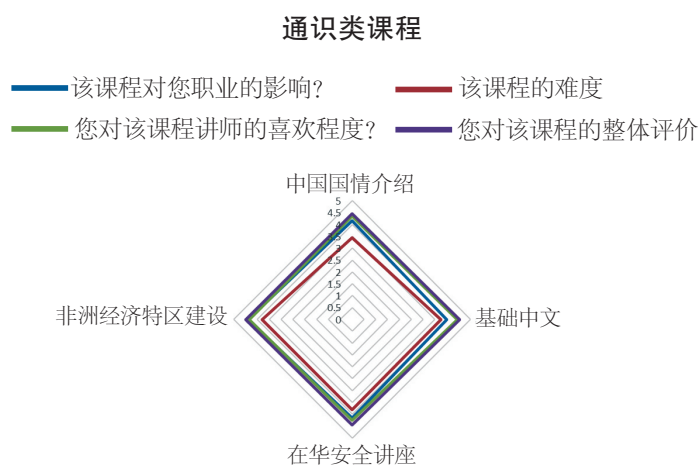 通识类课程
该课程对您职业的影响?
该课程的难度
您对该课程讲师的喜欢程度?
您对该课程的整体评价
中国国情介绍
5
4.5
4
3.5
3
2.5
2
1.5
1
0.5
0
非洲经济特区建设
基础中文
在华安全讲座